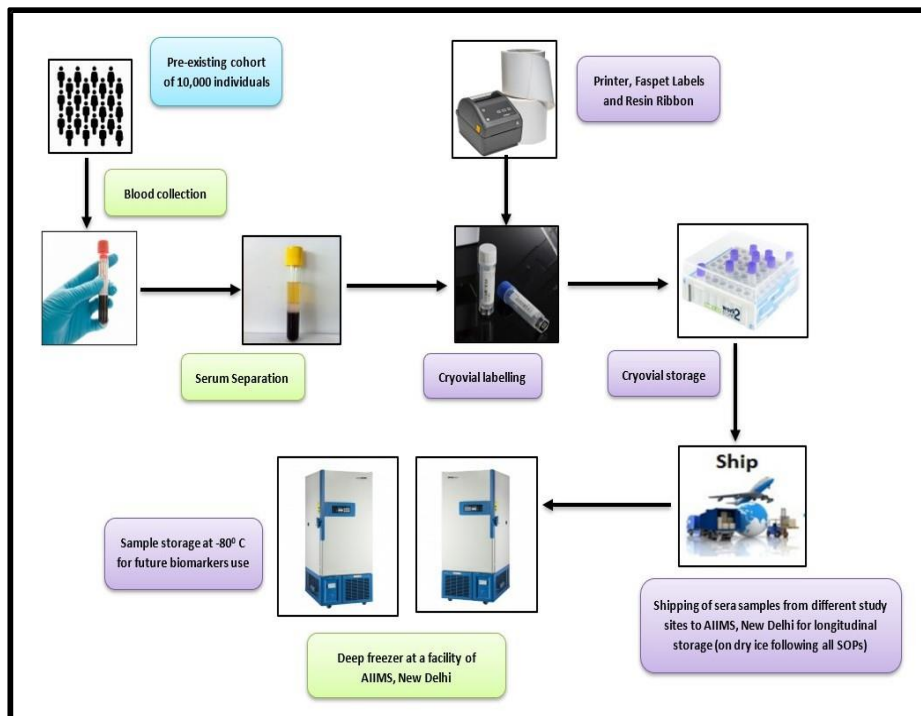 Pre-existing cohort
of 10,000 individuals
Printer, Faspet Labels
and Resin Ribbon
Blood collection
Serum Separation
Cryovial labelling
Cryovial storage
Ship
Sample storage at -80⁰ C
for future biomarkers use
Deep freezer at a facility of
AIIMS, New Delhi
Shipping of sera samples from different study
sites to AIIMS, New Delhi for longitudinal
storage (on dry ice following all SOPs)